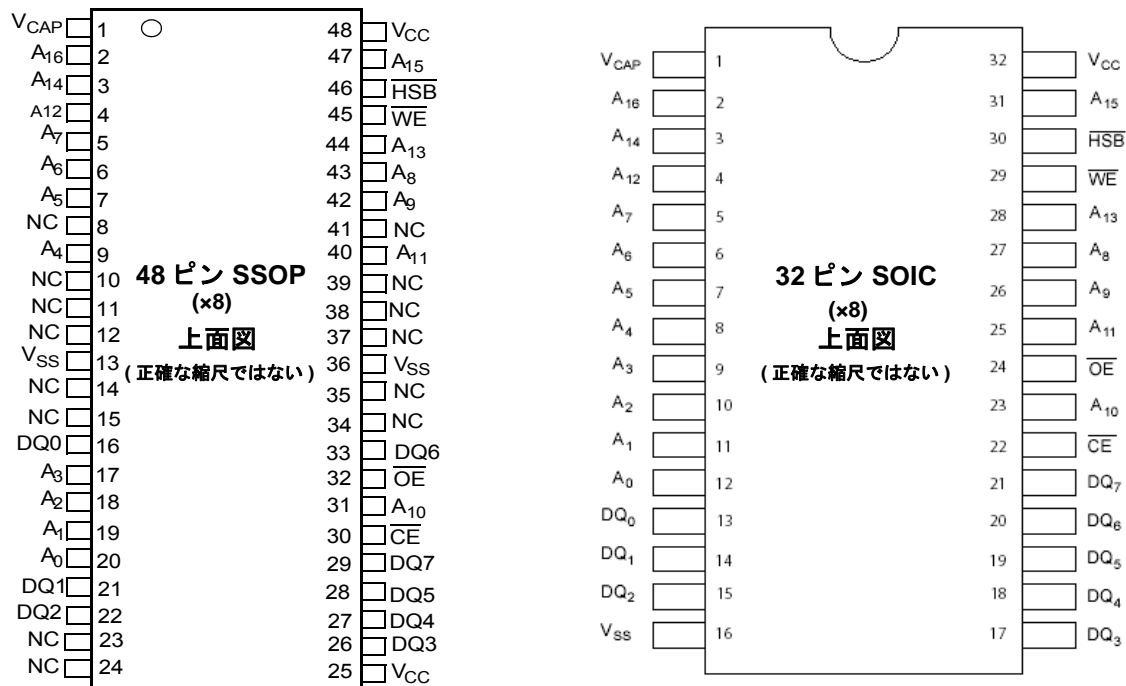 VCAP 1 48 VCC
A16 2 47 A15
A14 3 46 HSB
A12 4 45 WE
A7 5 44 A13
A6 6 43 A8
A5 7 42 A9
NC 8 41 NC
A4 9 40 A11
NC 10 39 NC
NC 11 38 NC
NC 12 37 NC
VSS 13 36 VSS
NC 14 35 NC
NC 15 34 NC
DQ0 16 33 DQ6
A3 17 32 OE
A2 18 31 A10
A1 19 30 CE
A0 20 29 DQ7
DQ1 21 28 DQ5
DQ2 22 27 DQ4
NC 23 26 DQ3
NC 24 25 VCC
48 ピン SSOP
(×8)
上面図
( 正確な縮尺ではない )
VCAP 1 32 VCC
A16 2 31 A15
A14 3 30 HSB
A12 4 29 WE
A7 5 28 A13
A6 6 27 A8
A5 7 26 A9
A4 8 25 A11
A3 9 24 OE
A2 10 23 A10
A1 11 22 CE
A0 12 21 DQ7
DQ0 13 20 DQ6
DQ1 14 19 DQ5
DQ2 15 18 DQ4
VSS 16 17 DQ3
32 ピン SOIC
(×8)
上面図
( 正確な縮尺ではない )